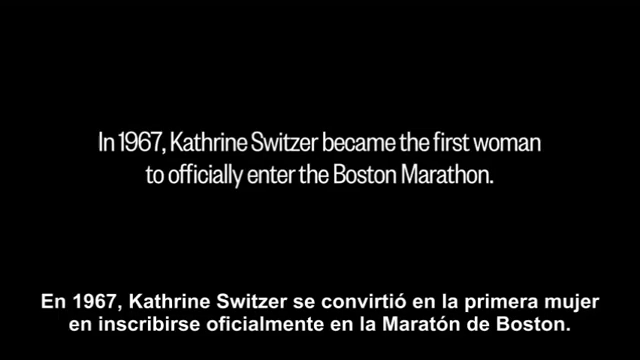 In 1967, Kathrine Switzer became the first woman
to officially enter the Boston Marathon.
En 1967, Kathrine Switzer se convirtió en la primera mujer
en inscribirse oficialmente en la Maratón de Boston.